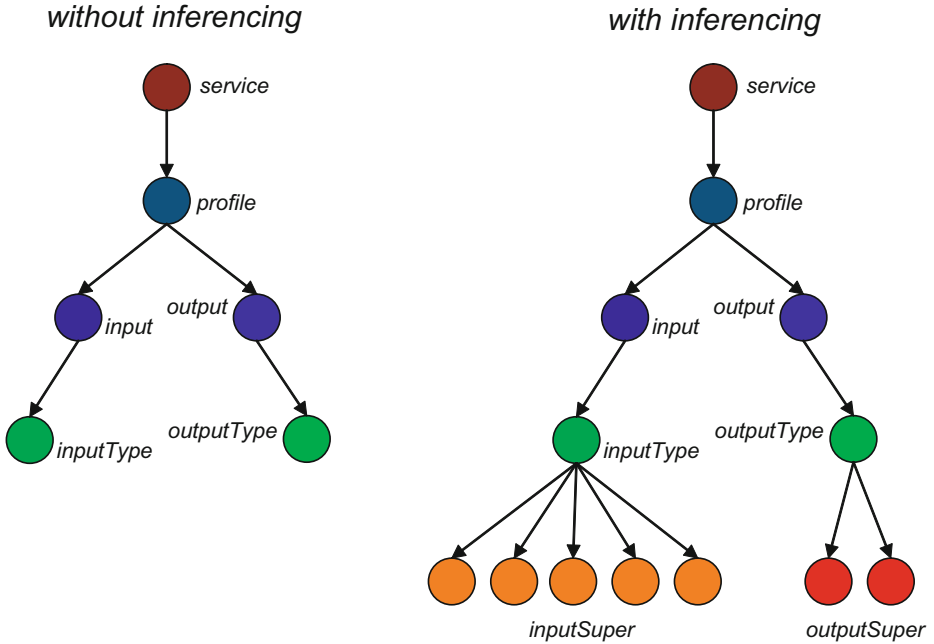 without inferencing
service
profile
input
output
inputType
outputType
with inferencing
service
profile
input
output
inputType
outputType
inputSuper
outputSuper